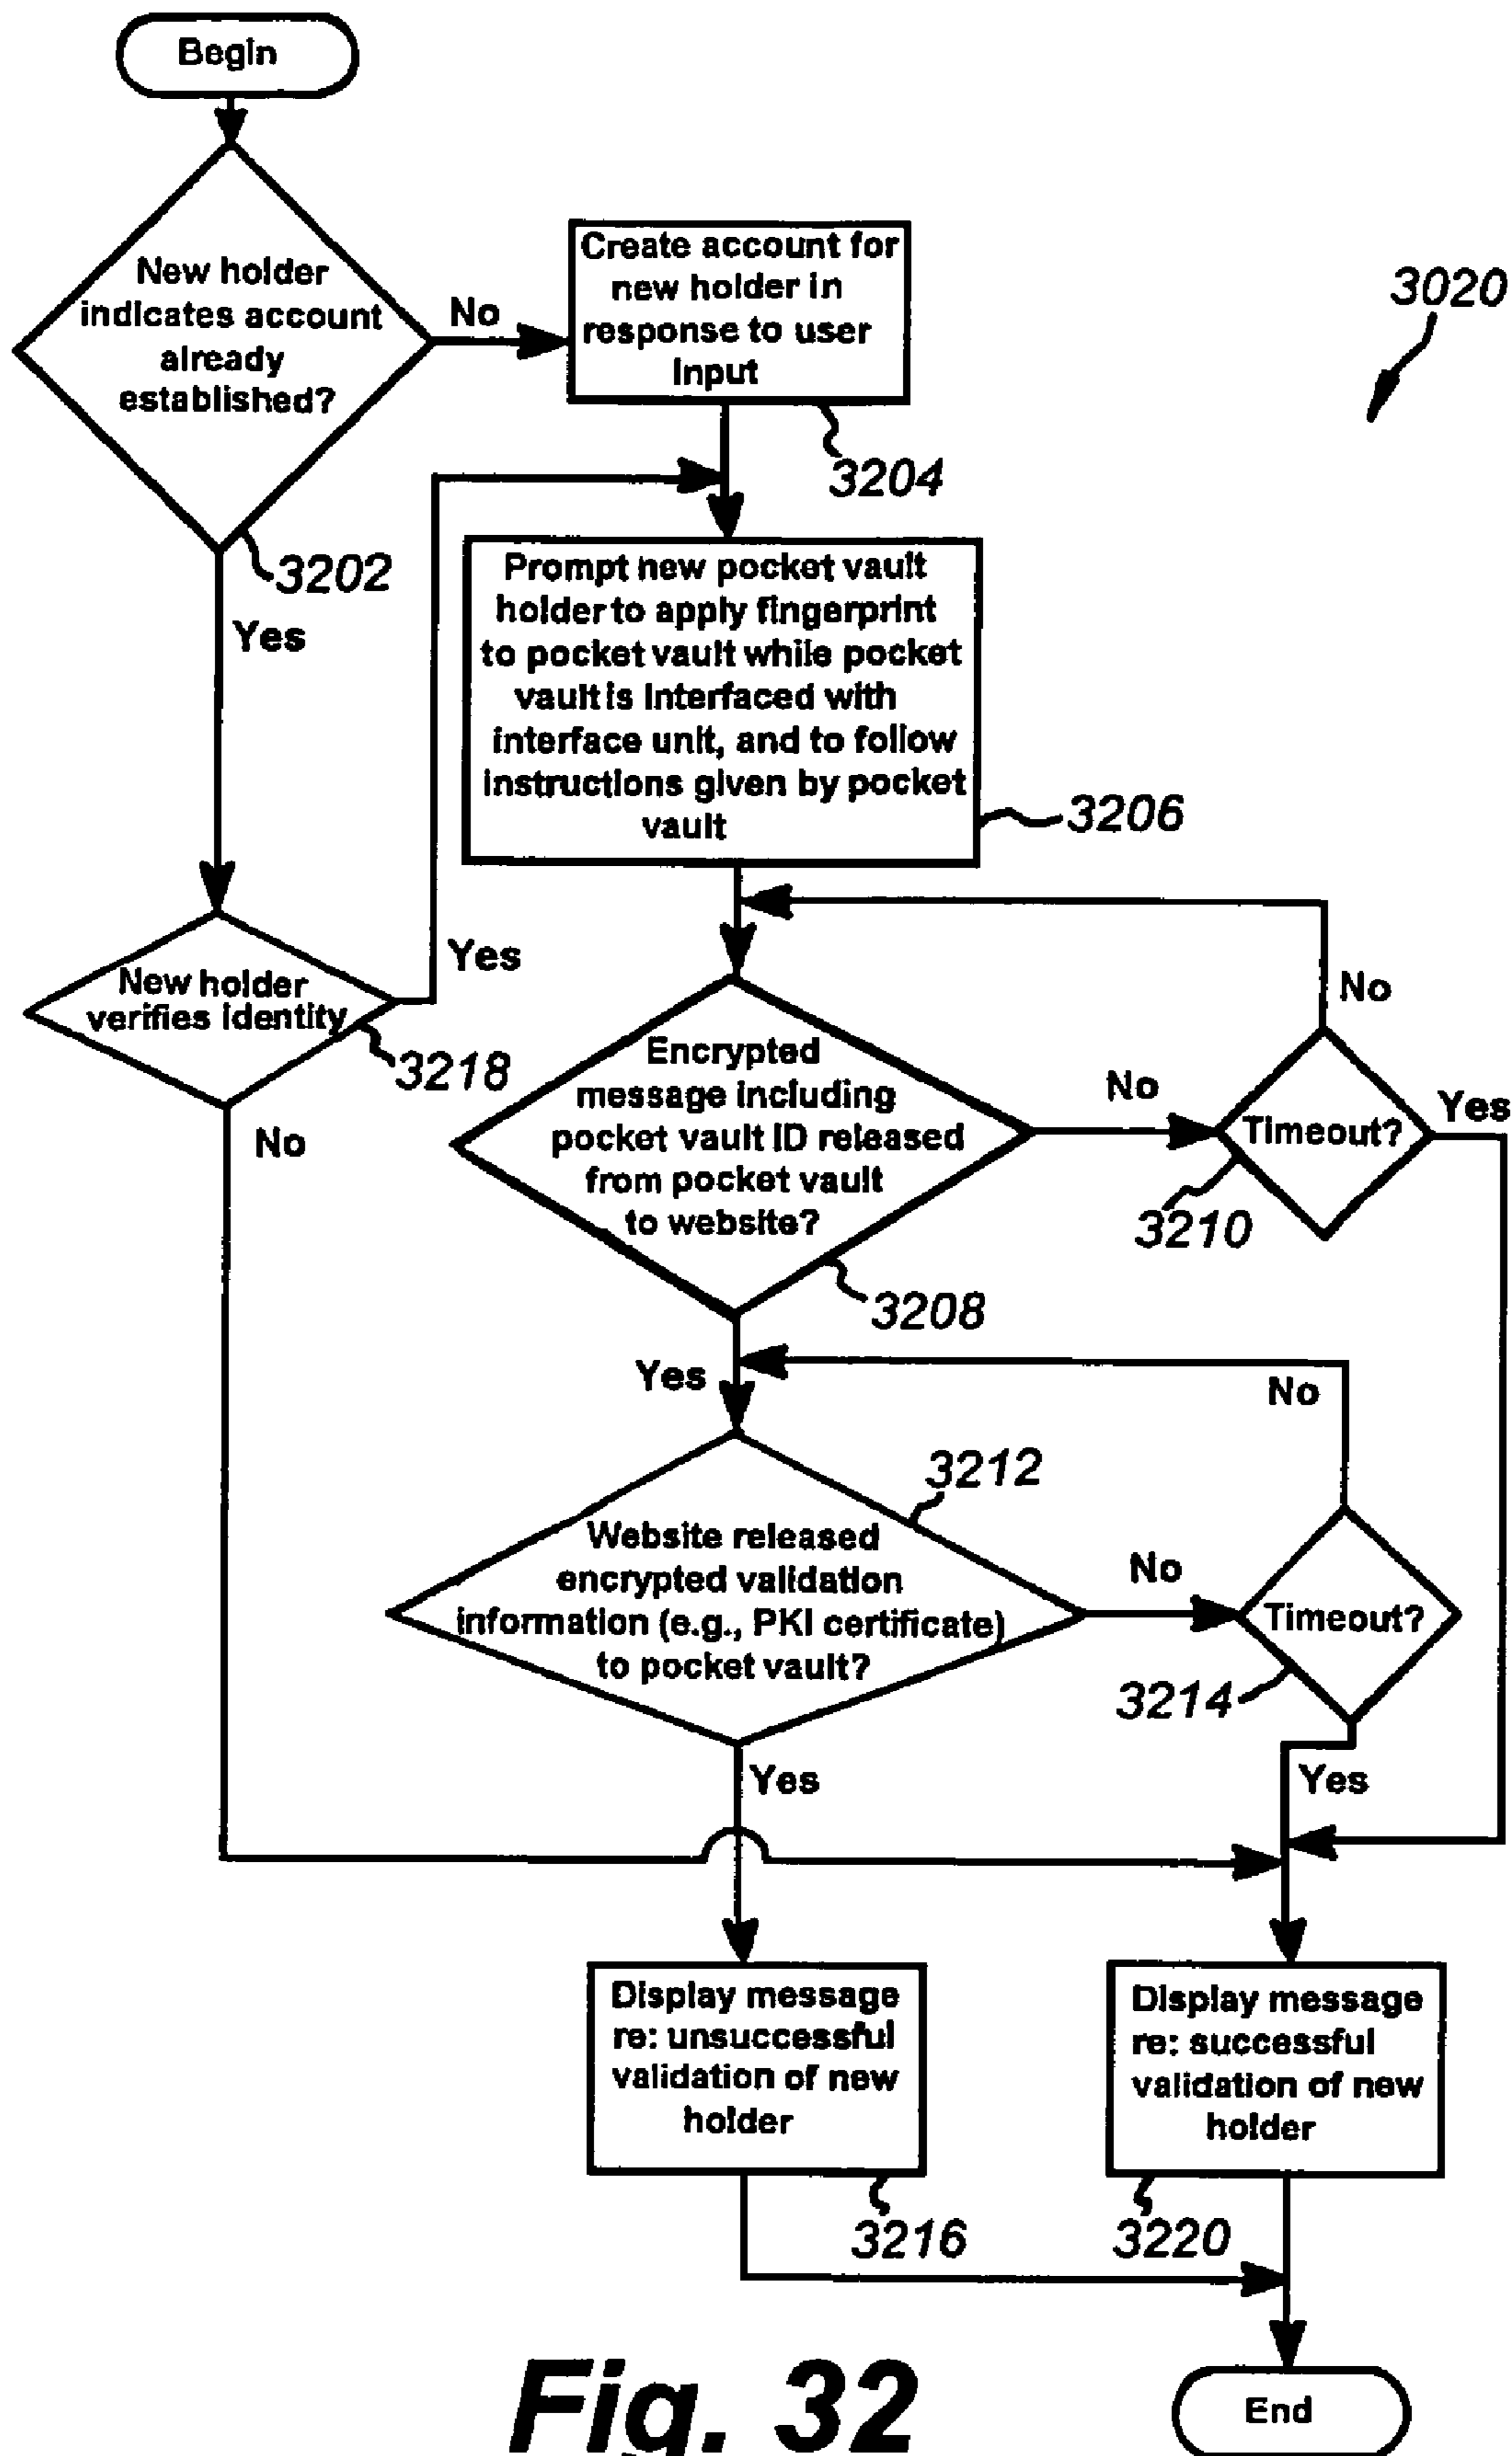 Begin
New holder
indicates account
already
established?
No
Create account for
new holder in
response to user
input
3020
3204
3202
Yes
Prompt new pocket vault
holder to apply fingerprint
to pocket vault while pocket
vault is interfaced with
interface unit, and to follow
instructions given by pocket
vault
3206
New holder
verifies identity
Yes
3218
No
Encrypted
message including
pocket vault ID released
from pocket vault
to website?
No
3208
Timeout?
No
Yes
3210
Yes
Website released
encrypted validation
information (e.g., PKI certificate)
to pocket vault?
3212
No
Timeout?
No
3214
Yes
Yes
Display message
re: unsuccessful
validation of new
holder
3216
Display message
re: successful
validation of new
holder
3220
End
Fig. 32